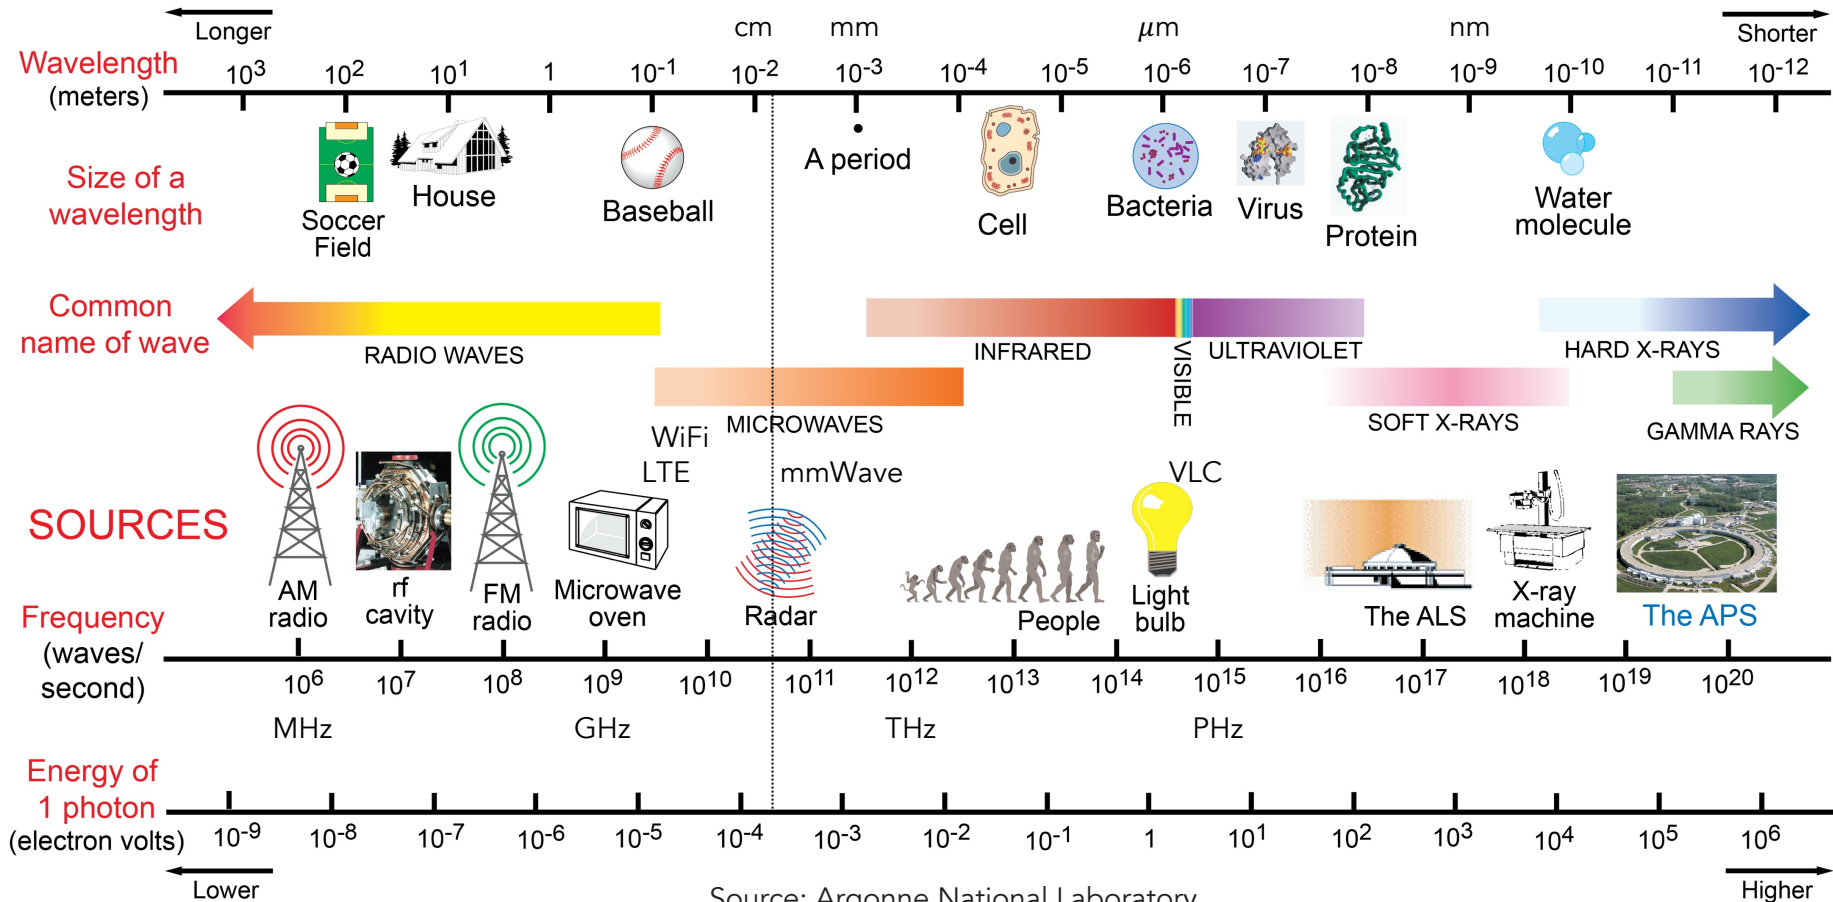 Longer
cm
mm
μm
nm
Shorter
Wavelength
(meters)
10³ 10² 10¹ 1 10⁻¹ 10⁻² 10⁻³ 10⁻⁴ 10⁻⁵ 10⁻⁶ 10⁻⁷ 10⁻⁸ 10⁻⁹ 10⁻¹⁰ 10⁻¹¹ 10⁻¹²
Size of a
wavelength
Soccer
Field
House
Baseball
A period
Cell
Bacteria
Virus
Protein
Water
molecule
Common
name of wave
RADIO WAVES
MICROWAVES
INFRARED
VISIBLE
ULTRAVIOLET
SOFT X-RAYS
HARD X-RAYS
GAMMA RAYS
WiFi
LTE
mmWave
VLC
SOURCES
AM
radio
rf
cavity
FM
radio
Microwave
oven
Radar
People
Light
bulb
The ALS
X-ray
machine
The APS
Frequency
(waves/
second)
10⁶ 10⁷ 10⁸ 10⁹ 10¹⁰ 10¹¹ 10¹² 10¹³ 10¹⁴ 10¹⁵ 10¹⁶ 10¹⁷ 10¹⁸ 10¹⁹ 10²⁰
MHz
GHz
THz
PHz
Energy of
1 photon
(electron volts)
10⁻⁹ 10⁻⁸ 10⁻⁷ 10⁻⁶ 10⁻⁵ 10⁻⁴ 10⁻³ 10⁻² 10⁻¹ 1 10¹ 10² 10³ 10⁴ 10⁵ 10⁶
Lower
Source: Argonne National Laboratory
Higher